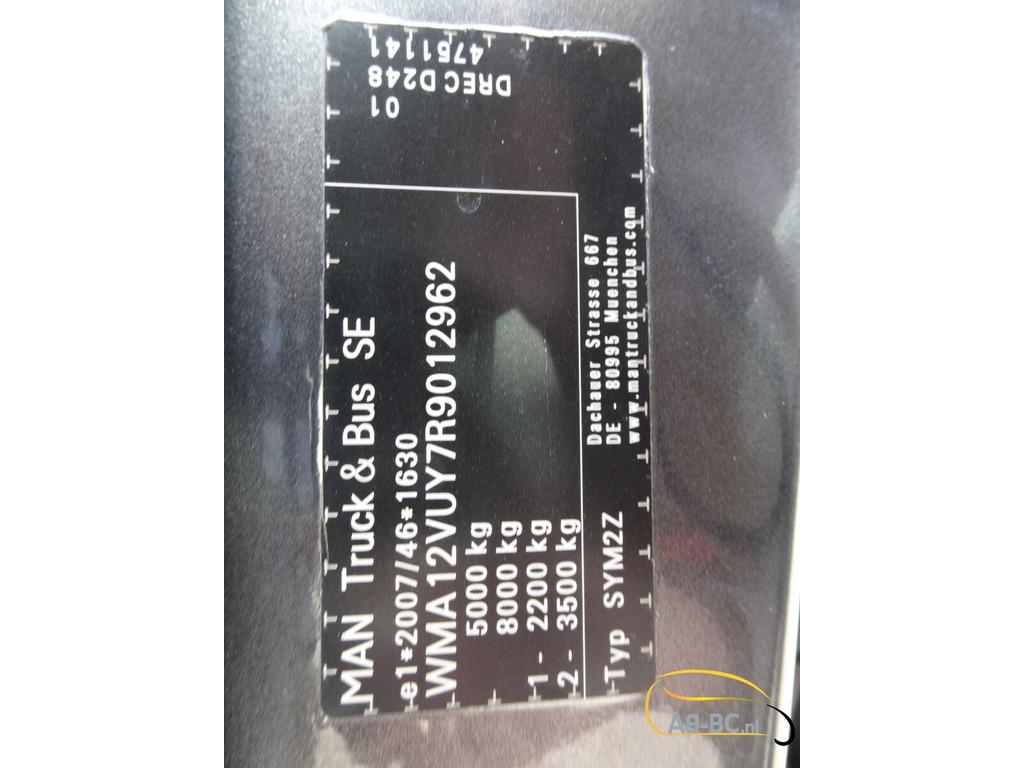 MAN Truck & Bus SE
e1*2007/46*1630
WMA12VUY7R9012962
5000 kg
8000 kg
1 - 2200 kg
2 - 3500 kg
Typ SYM2Z
Dachauer Strasse 667
DE - 80995 Muenchen
www.mantruckandbus.com
01
DREC D248
4751141
AB-BC.nl